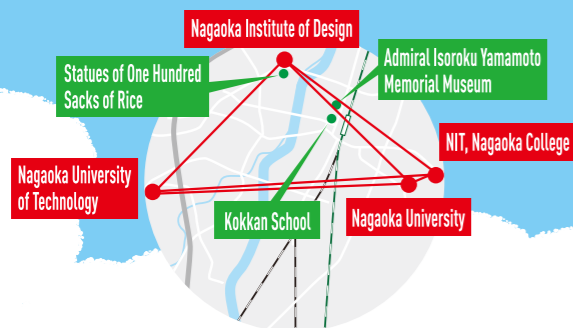 Nagaoka Institute of Design
Statues of One Hundred
Sacks of Rice
Admiral Isoroku Yamamoto
Memorial Museum
NIT, Nagaoka College
Nagaoka University
of Technology
Kokkan School
Nagaoka University